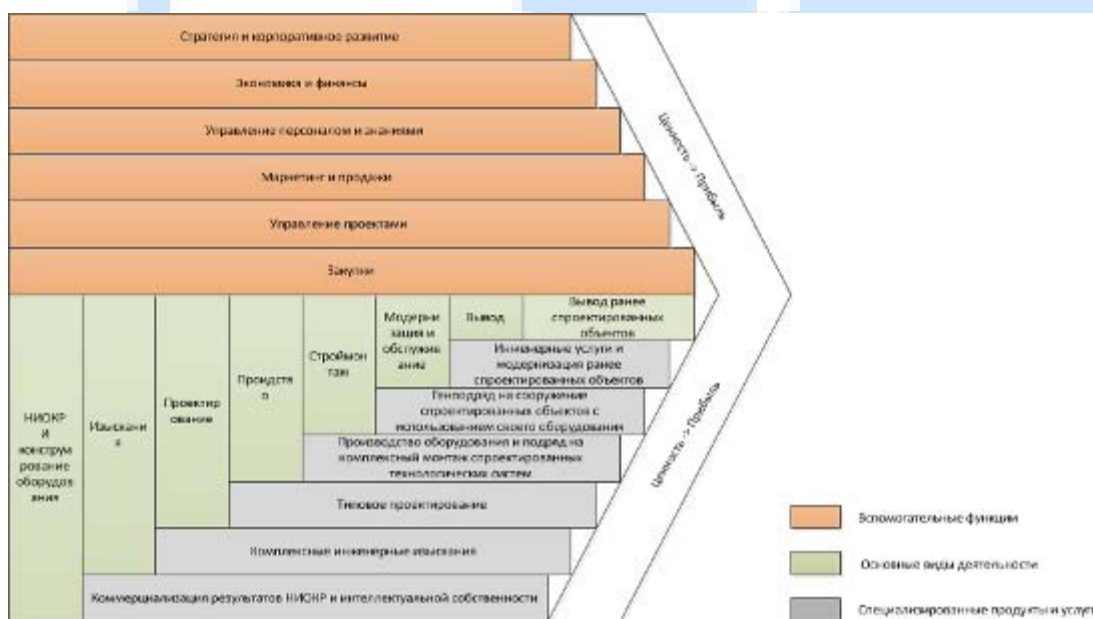 Стратегия и корпоративное развитие
Экономика и финансы
Управление персоналом и знаниями
Маркетинг и продажи
Управление проектами
Закупки
Ценность -> Прибыль
НИОКР
и
конструи
рование
оборудов
ания
Изыскани
я
Проектир
ование
Произдств
о
Строймон
таж
Модерни
зация и
обслужив
ание
Вывод
Вывод ранее
спроектированных
объектов
Инженерные услуги и
модернизация ранее
спроектированных объектов
Генподряд на сооружение
спроектированных объектов с
использованием своего оборудования
Производство оборудования и подряд на
комплексный монтаж спроектированных
технологических систем
Типовое проектирование
Комплексные инженерные изыскания
Коммерциализация результатов НИОКР и интеллектуальной собственности
Ценность -> Прибыль
Вспомогательные функции
Основные виды деятельности
Специализированные продукты и услуг